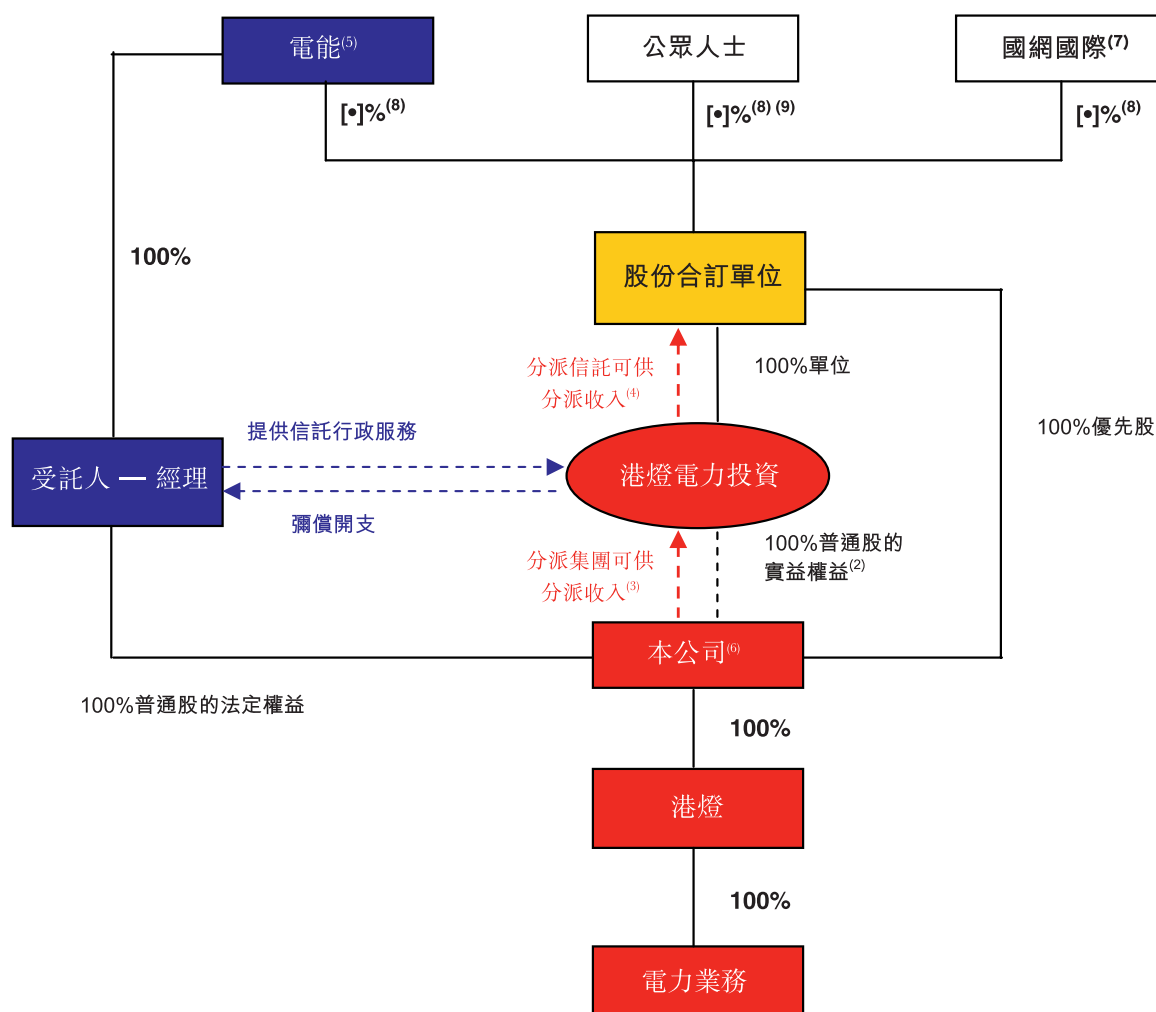 電能(5)
公眾人士
國網國際(7)
[•]%(8)
[•]%(8) (9)
[•]%(8)
100%
股份合訂單位
分派信託可供
分派收入(4)
100%單位
100%優先股
提供信託行政服務
受託人 — 經理
港燈電力投資
彌償開支
分派集團可供
分派收入(3)
100%普通股的
實益權益(2)
本公司(6)
100%普通股的法定權益
100%
港燈
100%
電力業務